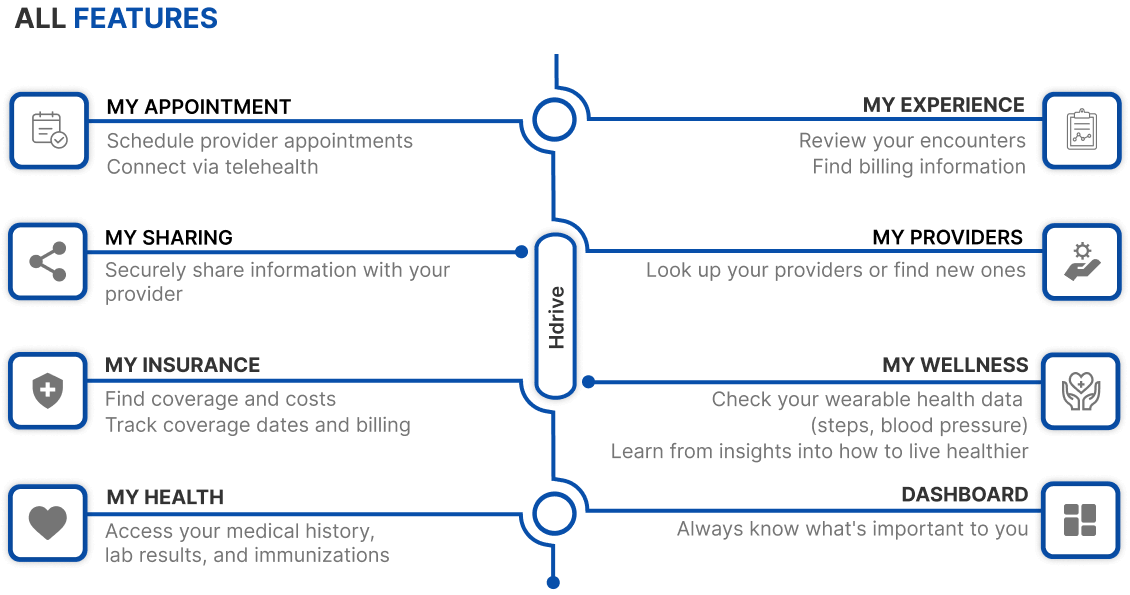 ALL FEATURES
MY APPOINTMENT
Schedule provider appointments
Connect via telehealth
MY SHARING
Securely share information with your
provider
MY INSURANCE
Find coverage and costs
Track coverage dates and billing
MY HEALTH
Access your medical history,
lab results, and immunizations
Hdrive
MY EXPERIENCE
Review your encounters
Find billing information
MY PROVIDERS
Look up your providers or find new ones
MY WELLNESS
Check your wearable health data
(steps, blood pressure)
Learn from insights into how to live healthier
DASHBOARD
Always know what's important to you